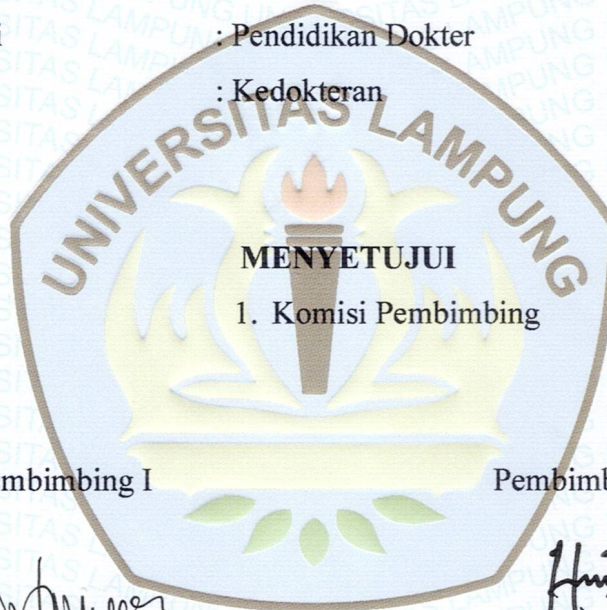 i : Pendidikan Dokter
: Kedokteran
UNIVERSITAS LAMPUNG
MENYETUJUI
1. Komisi Pembimbing
mbimbing I Pembimb